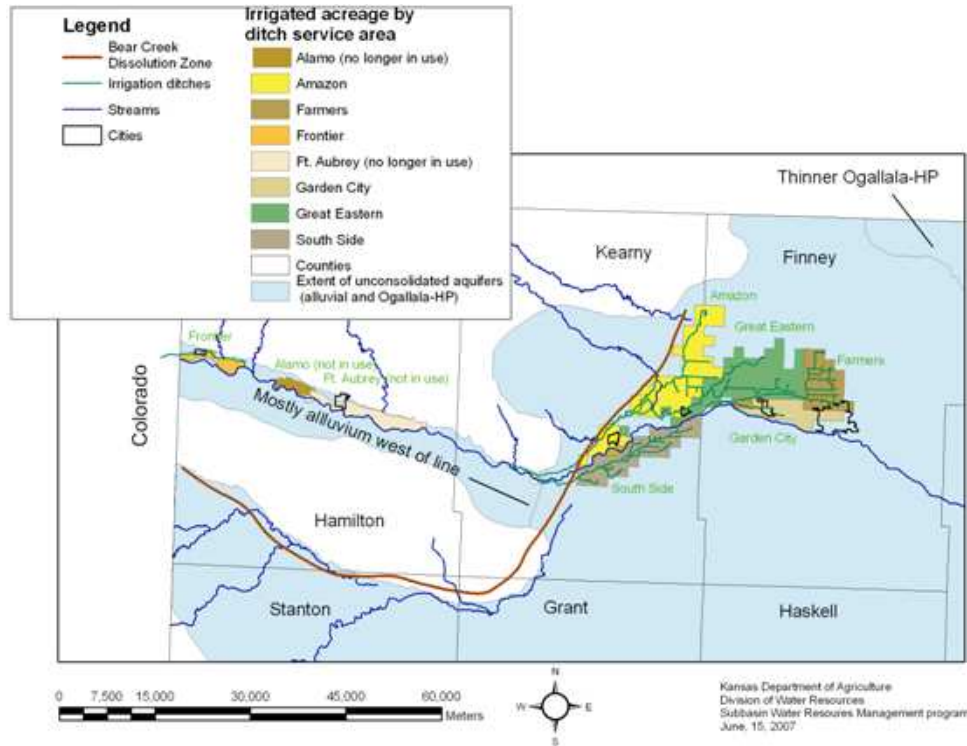 Legend
Bear Creek
Dissolution Zone
Irrigation ditches
Streams
Cities
Irrigated acreage by
ditch service area
Alamo (no longer in use)
Amazon
Farmers
Frontier
Ft. Aubrey (no longer in use)
Garden City
Great Eastern
South Side
Counties
Extent of unconsolidated aquifers
(alluvial and Ogallala-HP)
Thinner Ogallala-HP
Kearny
Finney
Amazon
Great Eastern
Frontier
Alamo (not in use)
Ft. Aubrey (not in use)
Farmers
Colorado
Mostly allluvium west of line
Garden City
South Side
Hamilton
Stanton
Grant
Haskell
0 7,500 15,000 30,000 45,000 60,000
Meters
N
W E
S
Kansas Department of Agriculture
Division of Water Resources
Subbasin Water Resoures Management program
June, 15, 2007